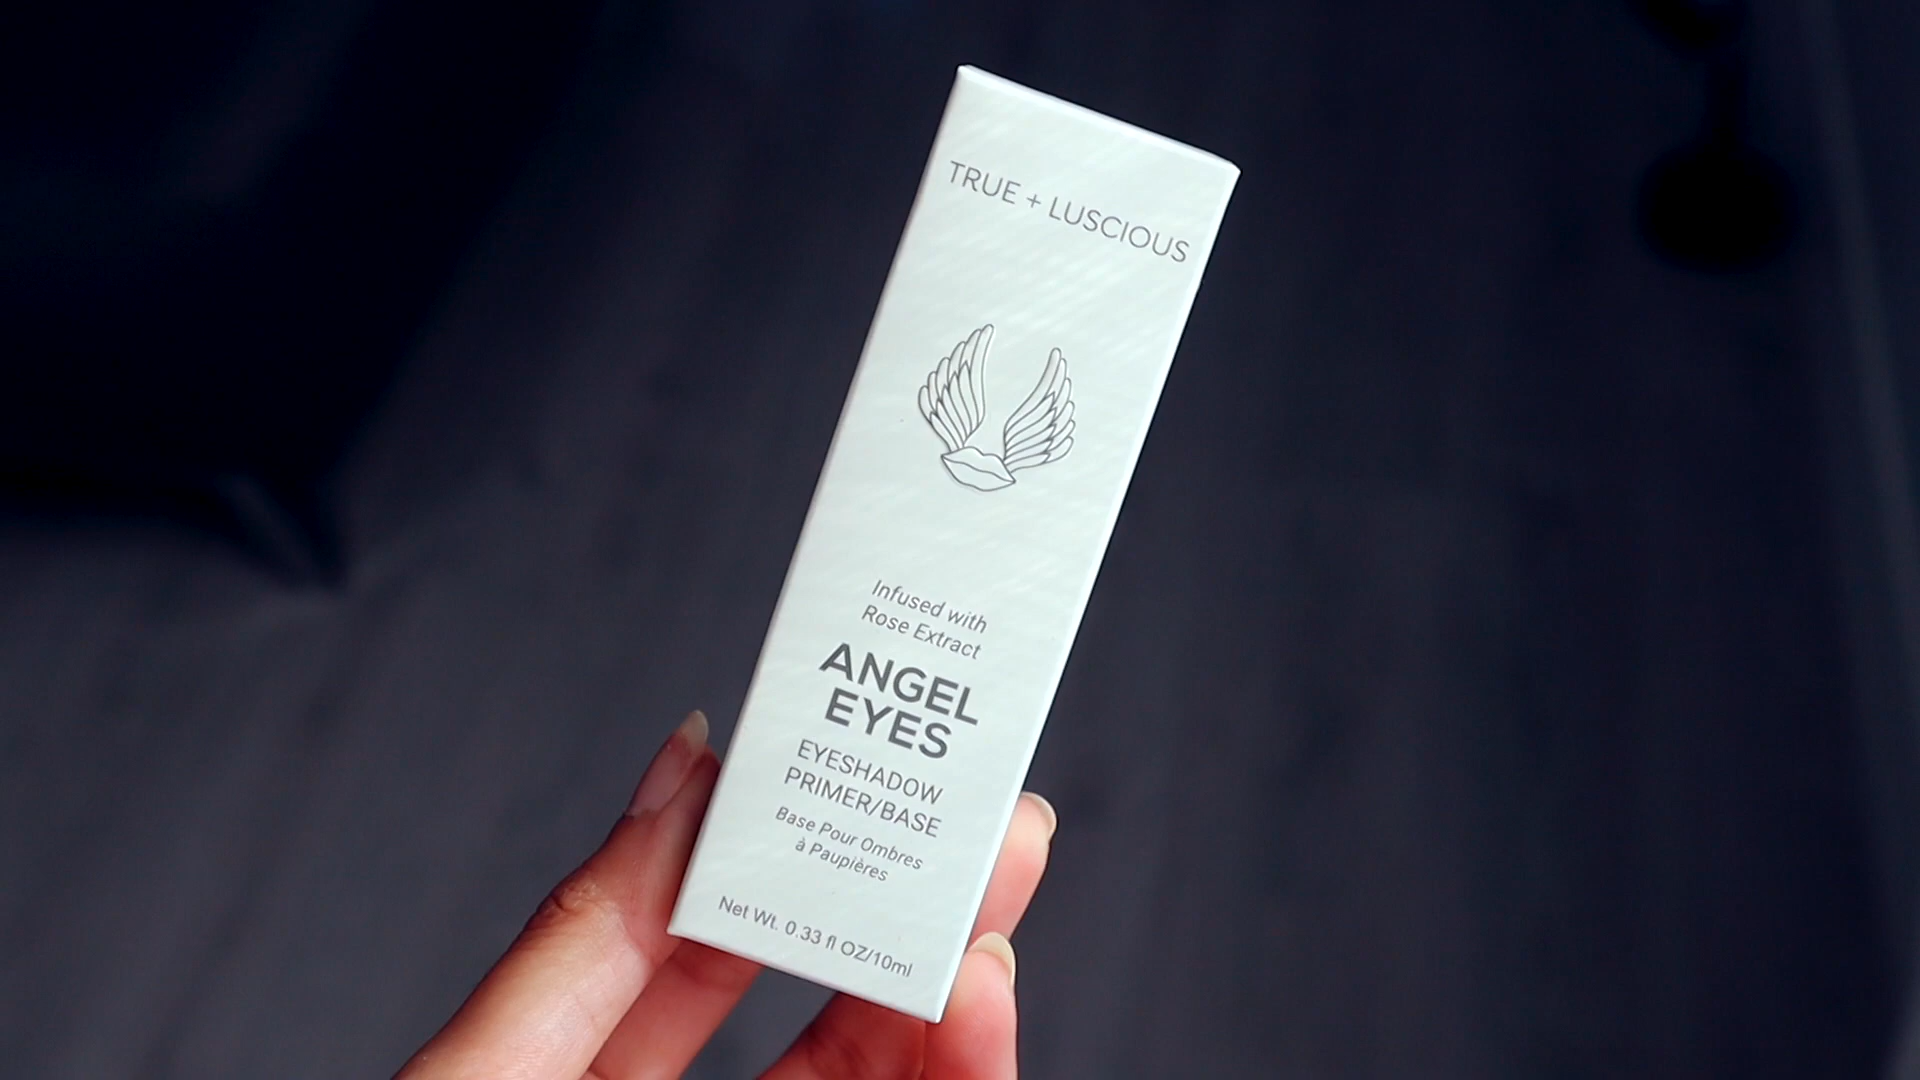 TRUE + LUSCIOUS
Infused with
Rose Extract
ANGEL
EYES
EYESHADOW
PRIMER/BASE
Base Pour Ombres
à Paupières
Net Wt. 0.33 fl OZ/10ml